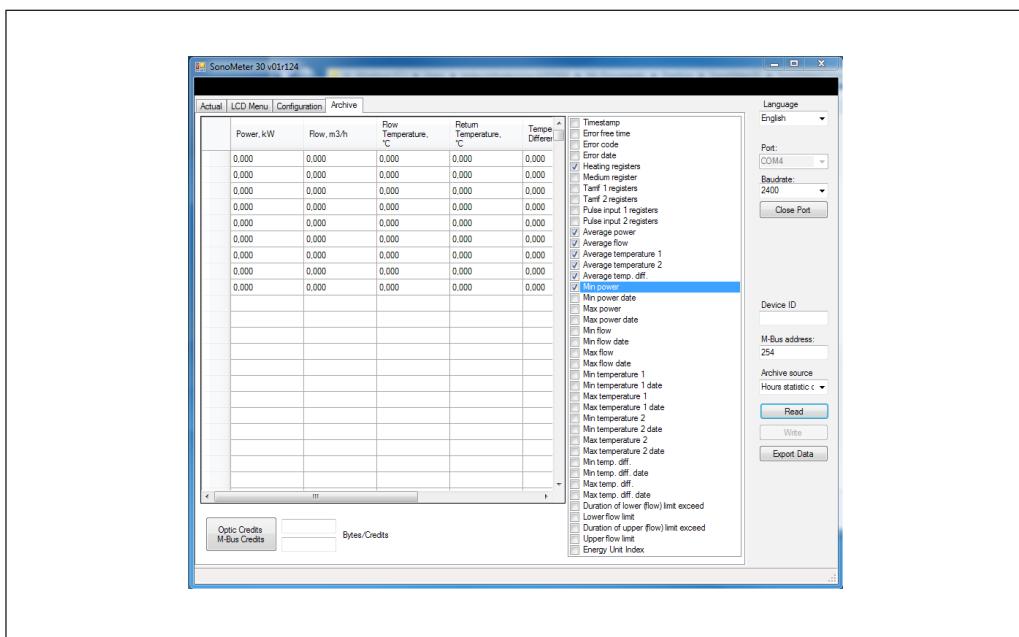 SonoMeter 30 v01r124
Actual LCD Menu Configuration Archive
Power, kW Flow, m3/h Flow Temperature, °C Return Temperature, °C Tempe Differer
0,000 0,000 0,000 0,000 0,000
0,000 0,000 0,000 0,000 0,000
0,000 0,000 0,000 0,000 0,000
0,000 0,000 0,000 0,000 0,000
0,000 0,000 0,000 0,000 0,000
0,000 0,000 0,000 0,000 0,000
0,000 0,000 0,000 0,000 0,000
0,000 0,000 0,000 0,000 0,000
0,000 0,000 0,000 0,000 0,000
Optic Credits
M-Bus Credits
Bytes/Credits
Timestamp
Error free time
Error code
Error date
Heating registers
Medium register
Tarrif 1 registers
Tarrif 2 registers
Pulse input 1 registers
Pulse input 2 registers
Average power
Average flow
Average temperature 1
Average temperature 2
Average temp. diff.
Min power
Min power date
Max power
Max power date
Min flow
Min flow date
Max flow
Max flow date
Min temperature 1
Min temperature 1 date
Max temperature 1
Max temperature 1 date
Min temperature 2
Min temperature 2 date
Max temperature 2
Max temperature 2 date
Min temp. diff.
Min temp. diff. date
Max temp. diff.
Max temp. diff. date
Duration of lower (flow) limit exceed
Lower flow limit
Duration of upper (flow) limit exceed
Upper flow limit
Energy Unit Index
Language
English
Port:
COM4
Baudrate:
2400
Close Port
Device ID
M-Bus address:
254
Archive source
Hours statistic c
Read
Write
Export Data